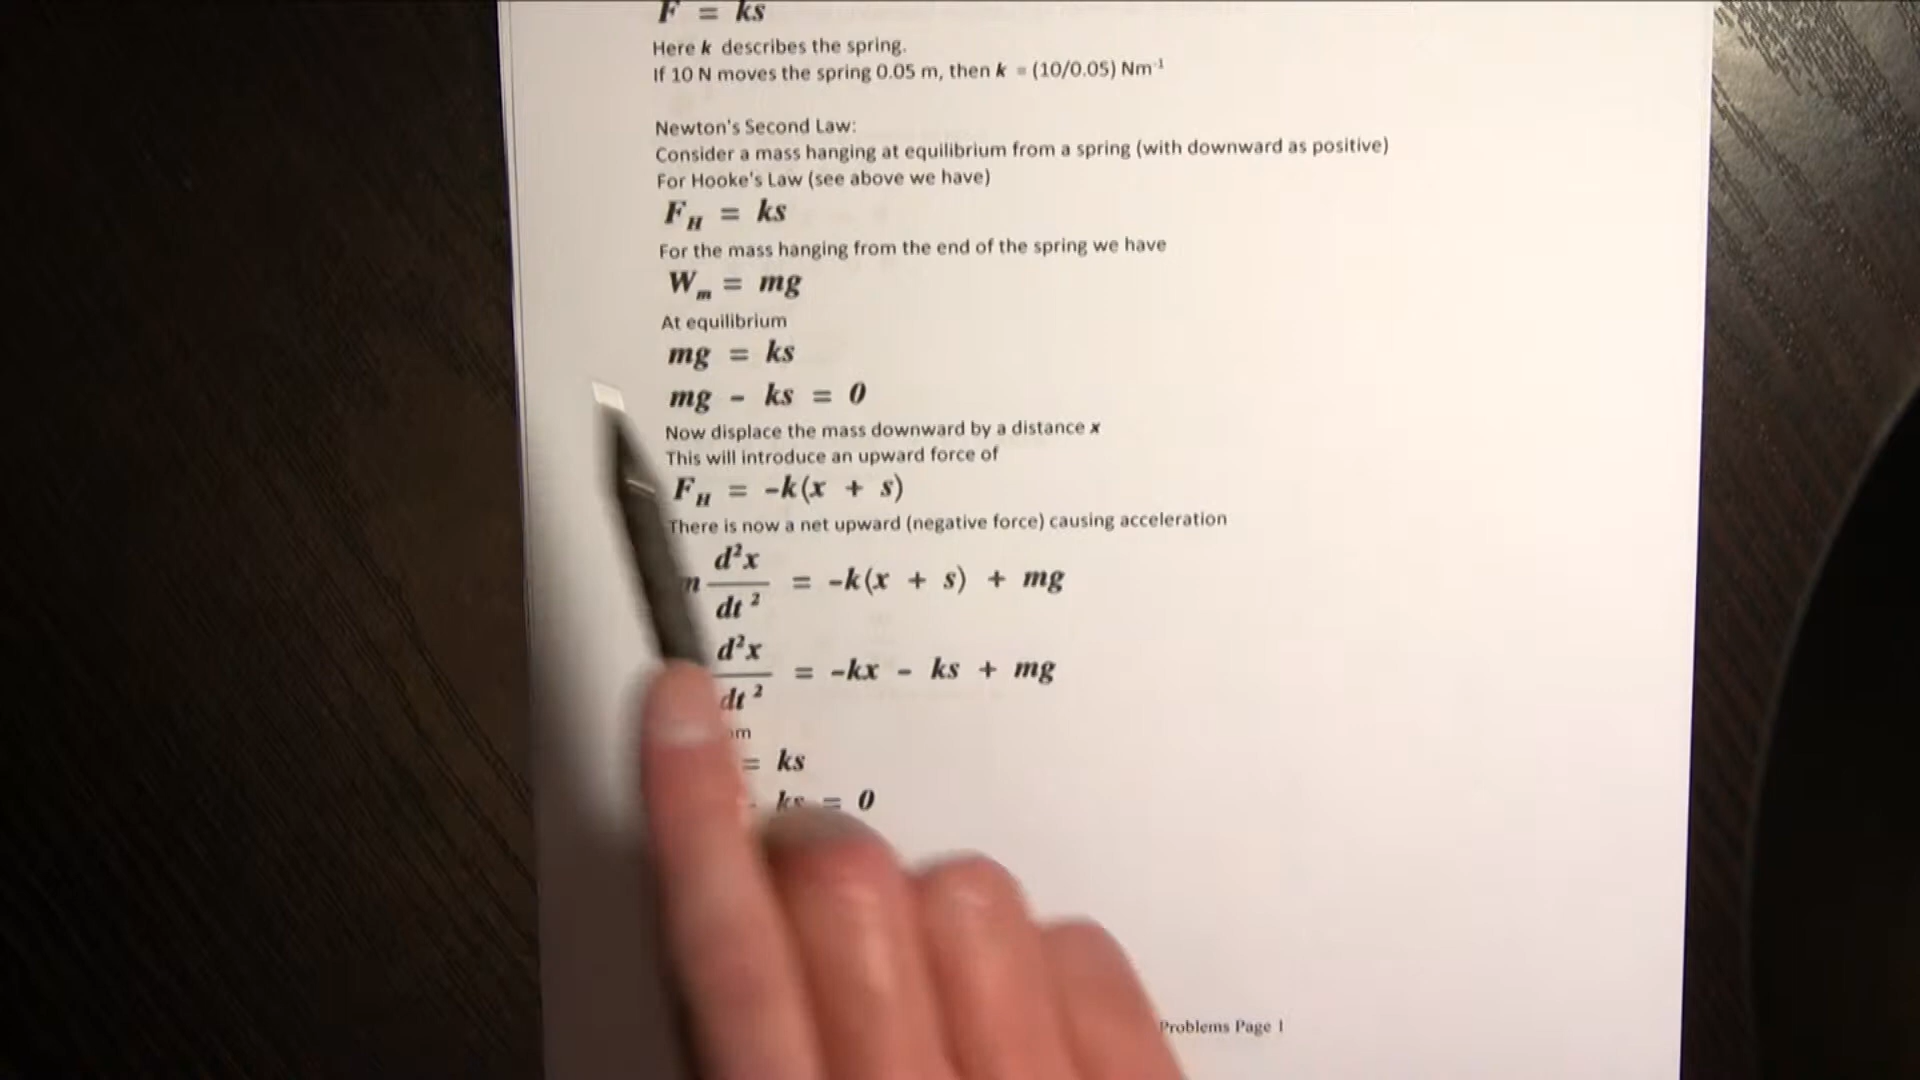 F = ks
Here k describes the spring.
If 10 N moves the spring 0.05 m, then k = (10/0.05) Nm⁻¹
Newton's Second Law:
Consider a mass hanging at equilibrium from a spring (with downward as positive)
For Hooke's Law (see above we have)
F_H = ks
For the mass hanging from the end of the spring we have
W_m = mg
At equilibrium
mg = ks
mg - ks = 0
Now displace the mass downward by a distance x
This will introduce an upward force of
F_H = -k(x + s)
There is now a net upward (negative force) causing acceleration
d²x/dt² = -k(x + s) + mg
d²x/dt² = -kx - ks + mg
= ks
ks = 0
Problems Page 1